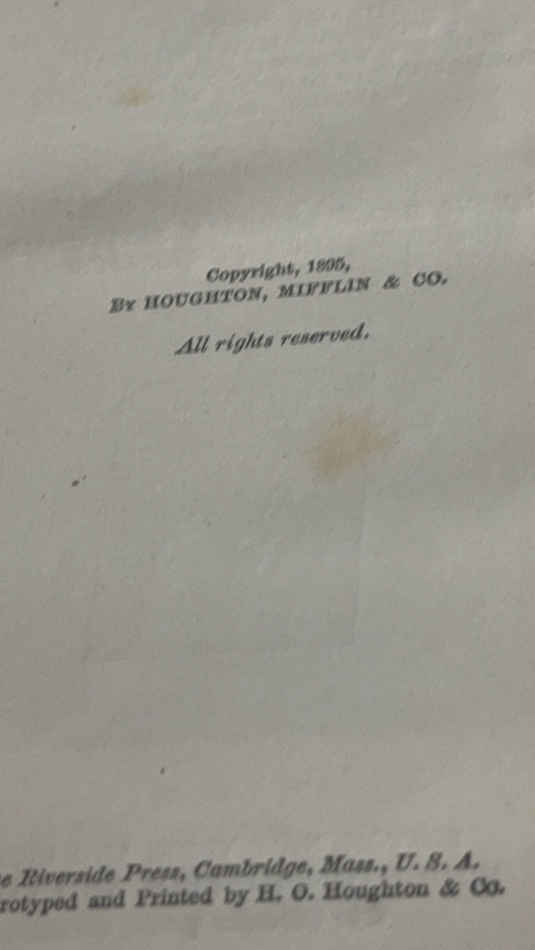 Copyright, 1895,
By HOUGHTON, MIFFLIN & CO.
All rights reserved.
e Riverside Press, Cambridge, Mass., U. S. A.
rotyped and Printed by H. O. Houghton & Co.